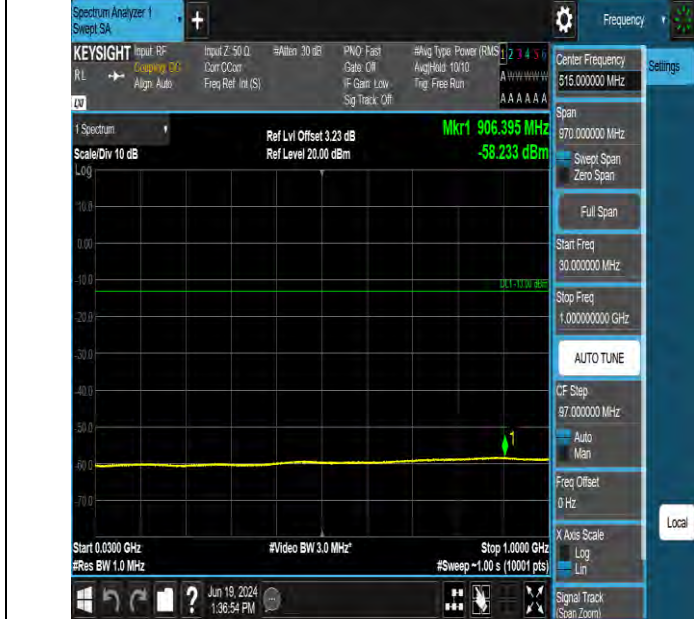 Spectrum Analyzer 1
Swept SA
+
Frequency
KEYSIGHT
Input: RF
Coupling: DC
Align: Auto
Input Z: 50 Ω
Corr CCorr
Freq Ref: Int (S)
#Atten: 30 dB
PNO: Fast
Gate: Off
IF Gain: Low
Sig Track: Off
#Avg Type: Power (RMS
Avg|Hold: 10/10
Trig: Free Run
1 2 3 4 5 6
A W W W W W
A A A A A A
RL
LXI
1 Spectrum
Scale/Div 10 dB
Ref Lvl Offset 3.23 dB
Ref Level 20.00 dBm
Mkr1 906.395 MHz
-58.233 dBm
Log
10.0
0.00
-10.0
DL1 -13.00 dBm
-20.0
-30.0
-40.0
-50.0
1
-60.0
-70.0
Start 0.0300 GHz
#Res BW 1.0 MHz
#Video BW 3.0 MHz*
Stop 1.0000 GHz
#Sweep ~1.00 s (10001 pts)
Jun 19, 2024
1:36:54 PM
?
Center Frequency
515.000000 MHz
Settings
Span
970.000000 MHz
Swept Span
Zero Span
Full Span
Start Freq
30.000000 MHz
Stop Freq
1.000000000 GHz
AUTO TUNE
CF Step
97.000000 MHz
Auto
Man
Freq Offset
0 Hz
X Axis Scale
Log
Lin
Local
Signal Track
(Span Zoom)